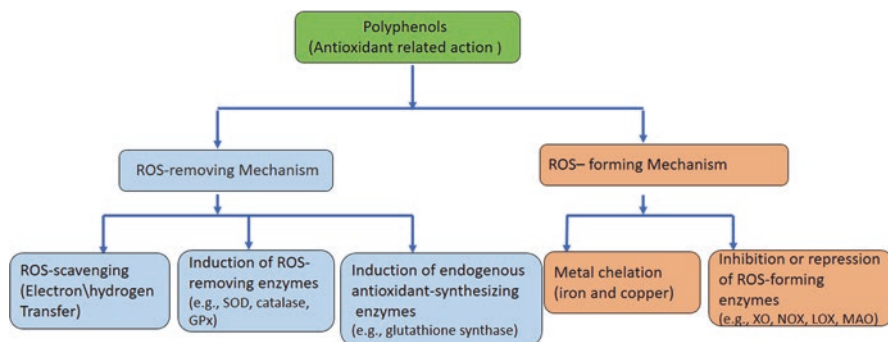 Polyphenols
(Antioxidant related action )
ROS-removing Mechanism
ROS– forming Mechanism
ROS-scavenging
(Electron\hydrogen
Transfer)
Induction of ROS-
removing enzymes
(e.g., SOD, catalase,
GPx)
Induction of endogenous
antioxidant-synthesizing
enzymes
(e.g., glutathione synthase)
Metal chelation
(iron and copper)
Inhibition or repression
of ROS-forming
enzymes
(e.g., XO, NOX, LOX, MAO)